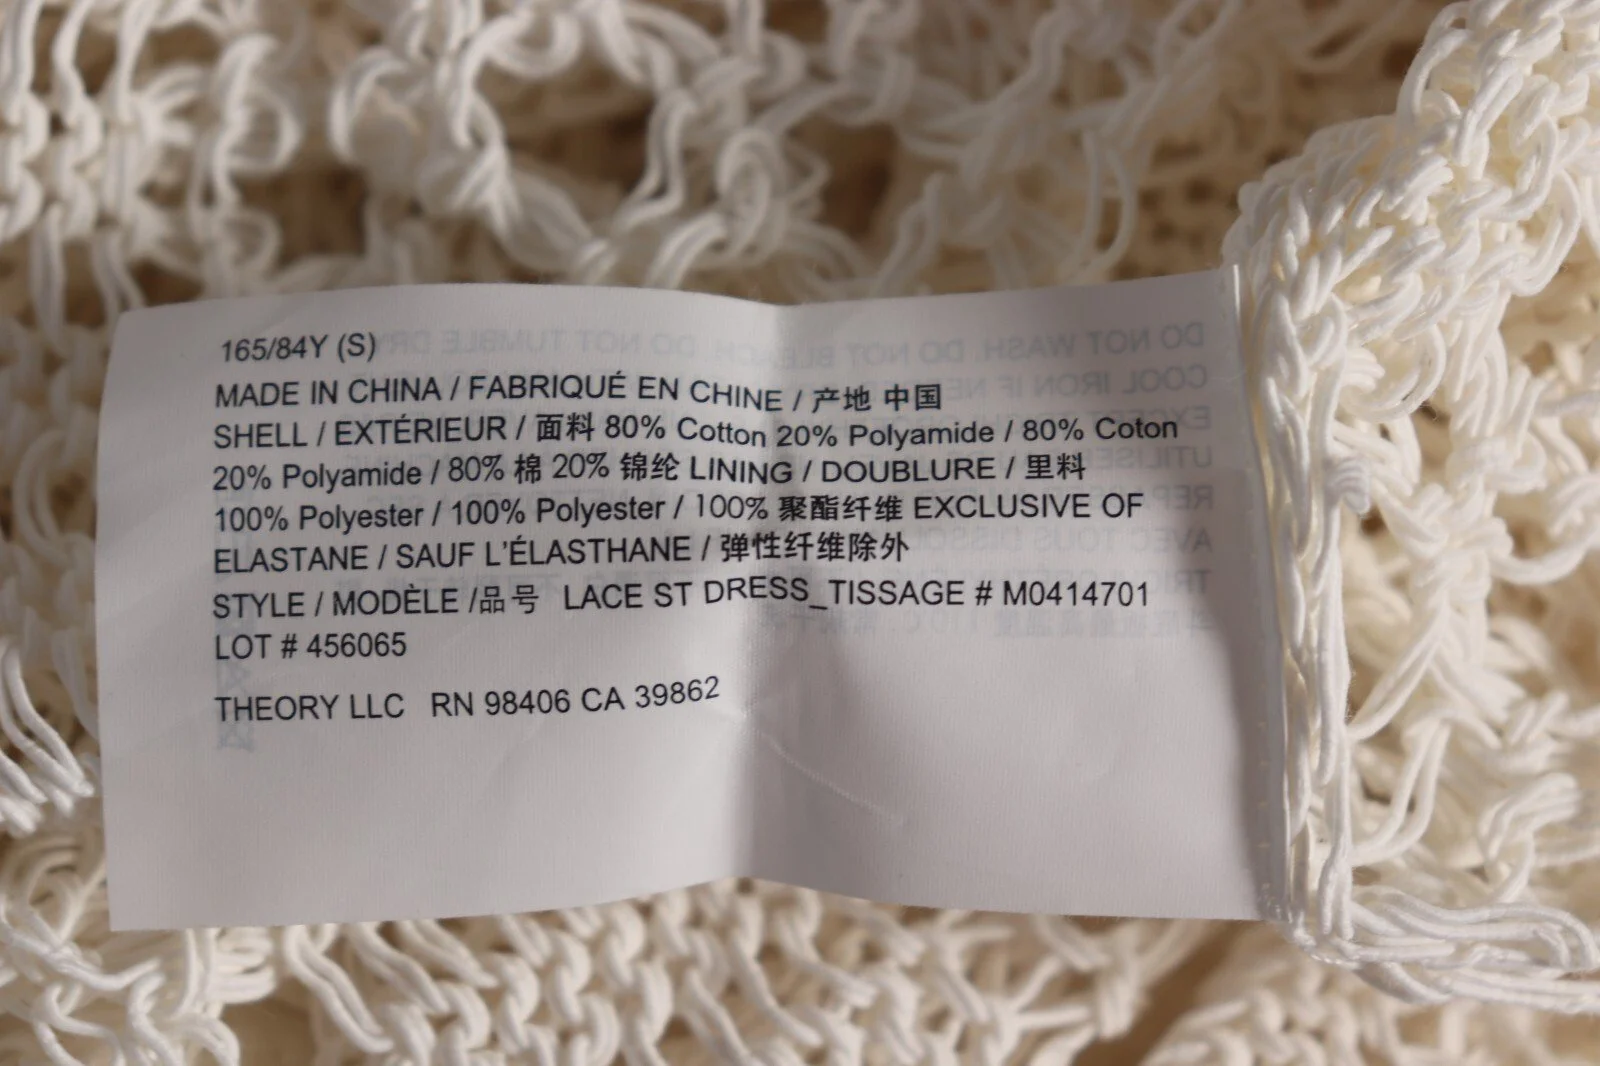 165/84Y (S)
MADE IN CHINA / FABRIQUÉ EN CHINE / 产地 中国
SHELL / EXTÉRIEUR / 面料 80% Cotton 20% Polyamide / 80% Coton
20% Polyamide / 80% 棉 20% 锦纶 LINING / DOUBLURE / 里料
100% Polyester / 100% Polyester / 100% 聚酯纤维 EXCLUSIVE OF
ELASTANE / SAUF L'ÉLASTHANE / 弹性纤维除外
STYLE / MODÈLE /品号 LACE ST DRESS_TISSAGE # M0414701
LOT # 456065
THEORY LLC RN 98406 CA 39862